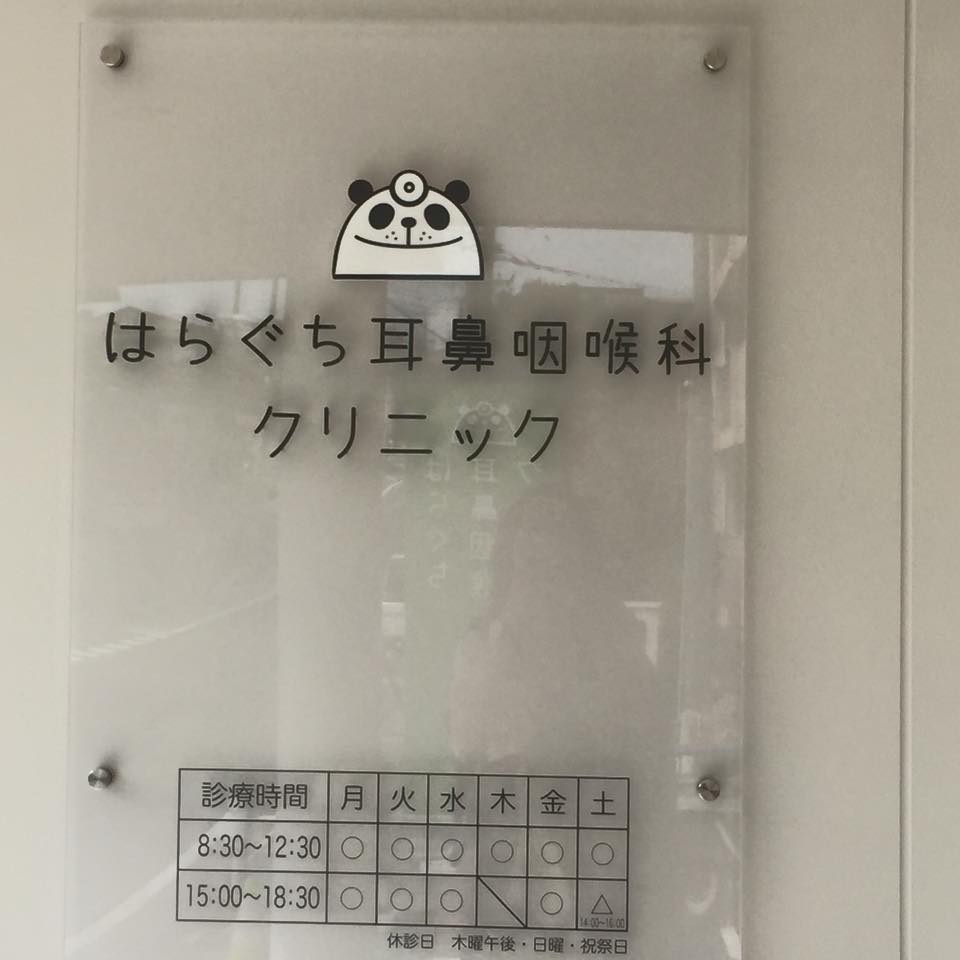 はらぐち耳鼻咽喉科
クリニック
診療時間 月 火 水 木 金 土
8:30〜12:30 ○ ○ ○ ○ ○ ○
15:00〜18:30 ○ ○ ○ ＼ ○ △
14:00〜16:00
休診日 木曜午後・日曜・祝祭日